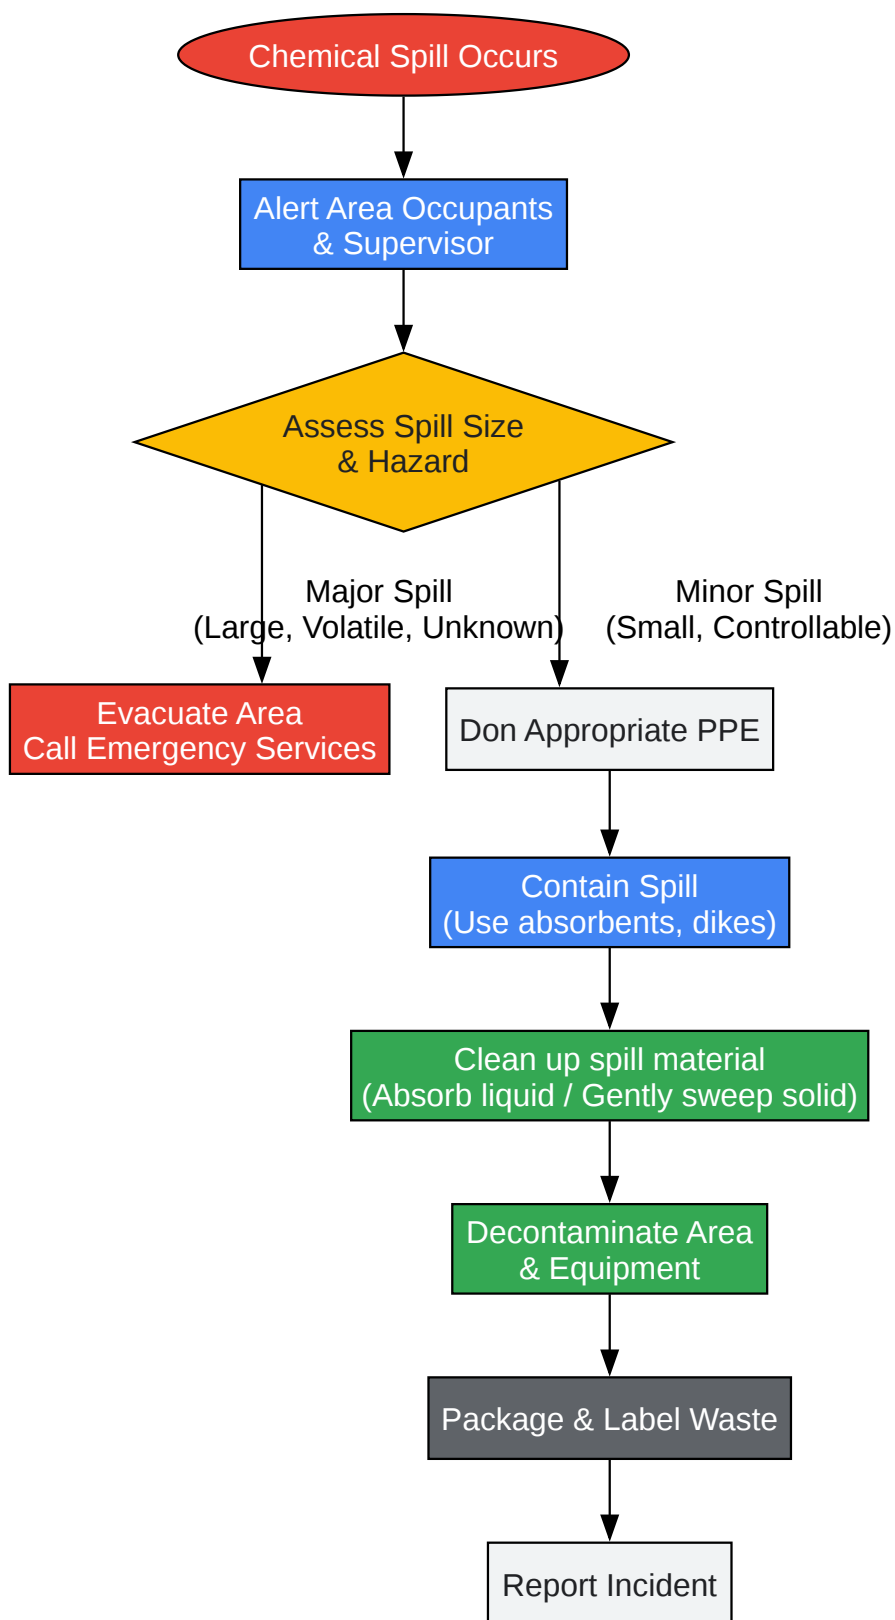 Chemical Spill Occurs
Alert Area Occupants
& Supervisor
Assess Spill Size
& Hazard
Major Spill
(Large, Volatile, Unknown)
Minor Spill
(Small, Controllable)
Evacuate Area
Call Emergency Services
Don Appropriate PPE
Contain Spill
(Use absorbents, dikes)
Clean up spill material
(Absorb liquid / Gently sweep solid)
Decontaminate Area
& Equipment
Package & Label Waste
Report Incident